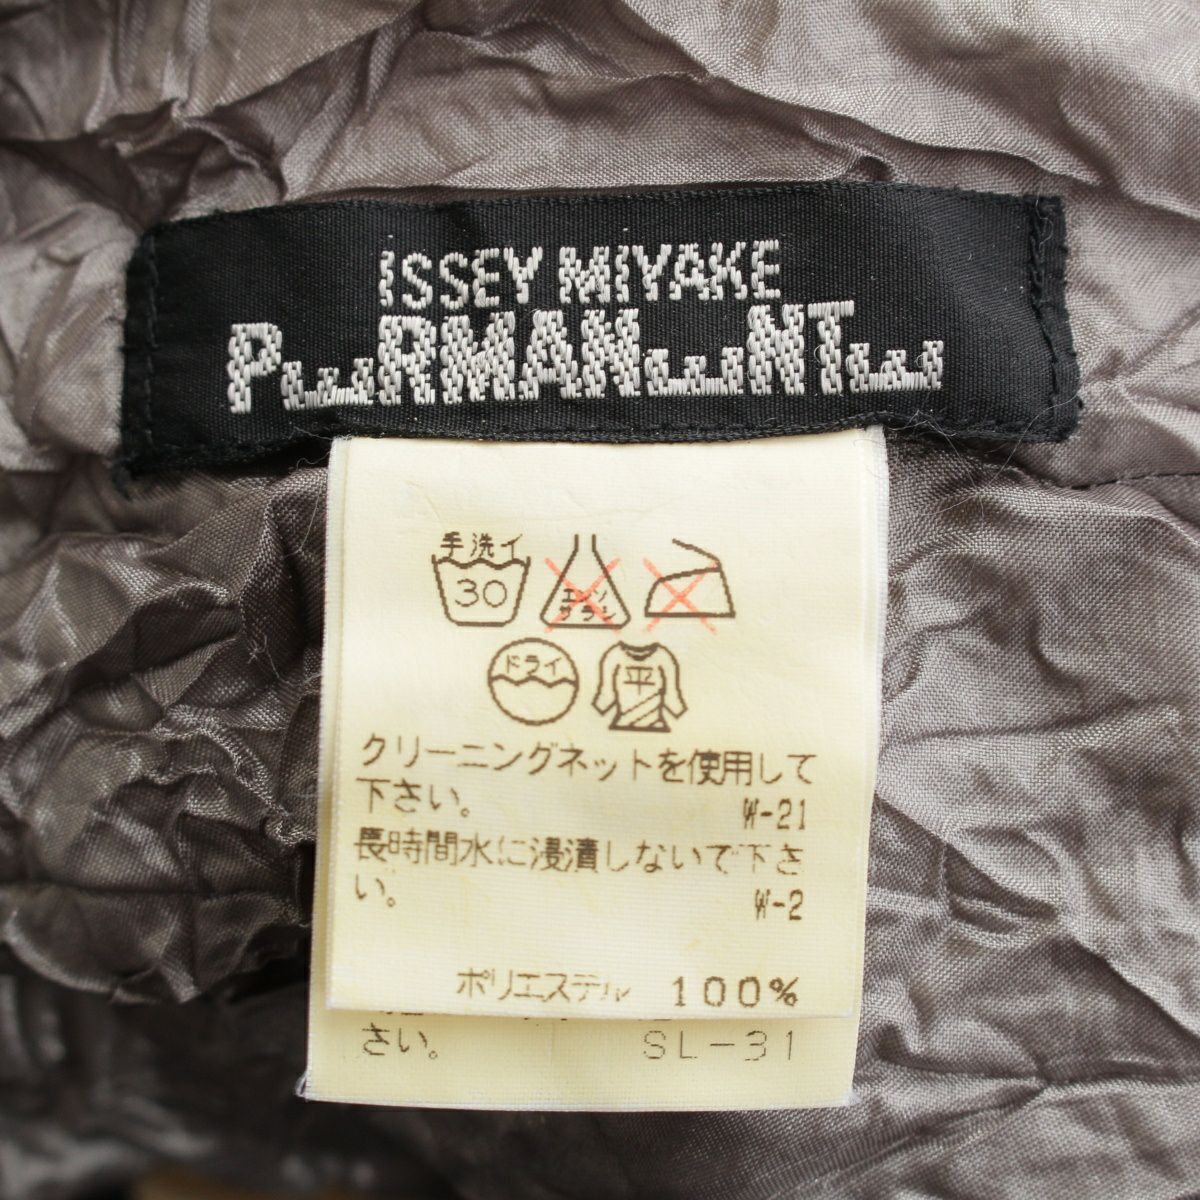 ISSEY MIYAKE
PERMANENTE
手洗イ
30
エンソ
サラシ
ドライ
平
クリーニングネットを使用して
下さい。
W-21
長時間水に浸漬しないで下さ
い。
W-2
ポリエステル 100%
さい。 SL-31